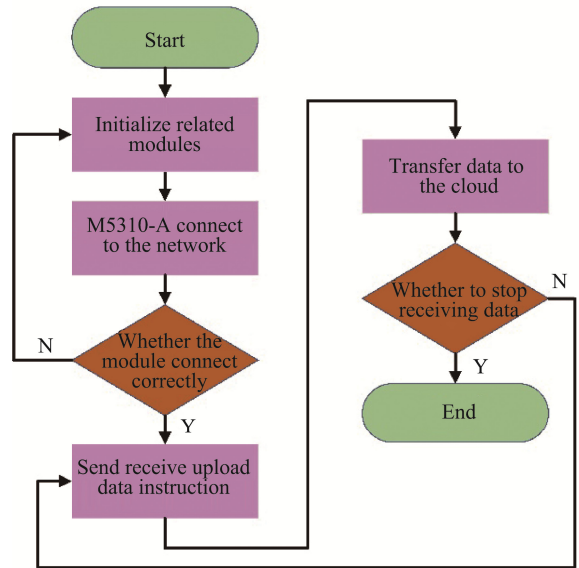 Start
Initialize related
modules
M5310-A connect
to the network
Whether the
module connect
correctly
N
Y
Send receive upload
data instruction
Transfer data to
the cloud
Whether to stop
receiving data
N
Y
End